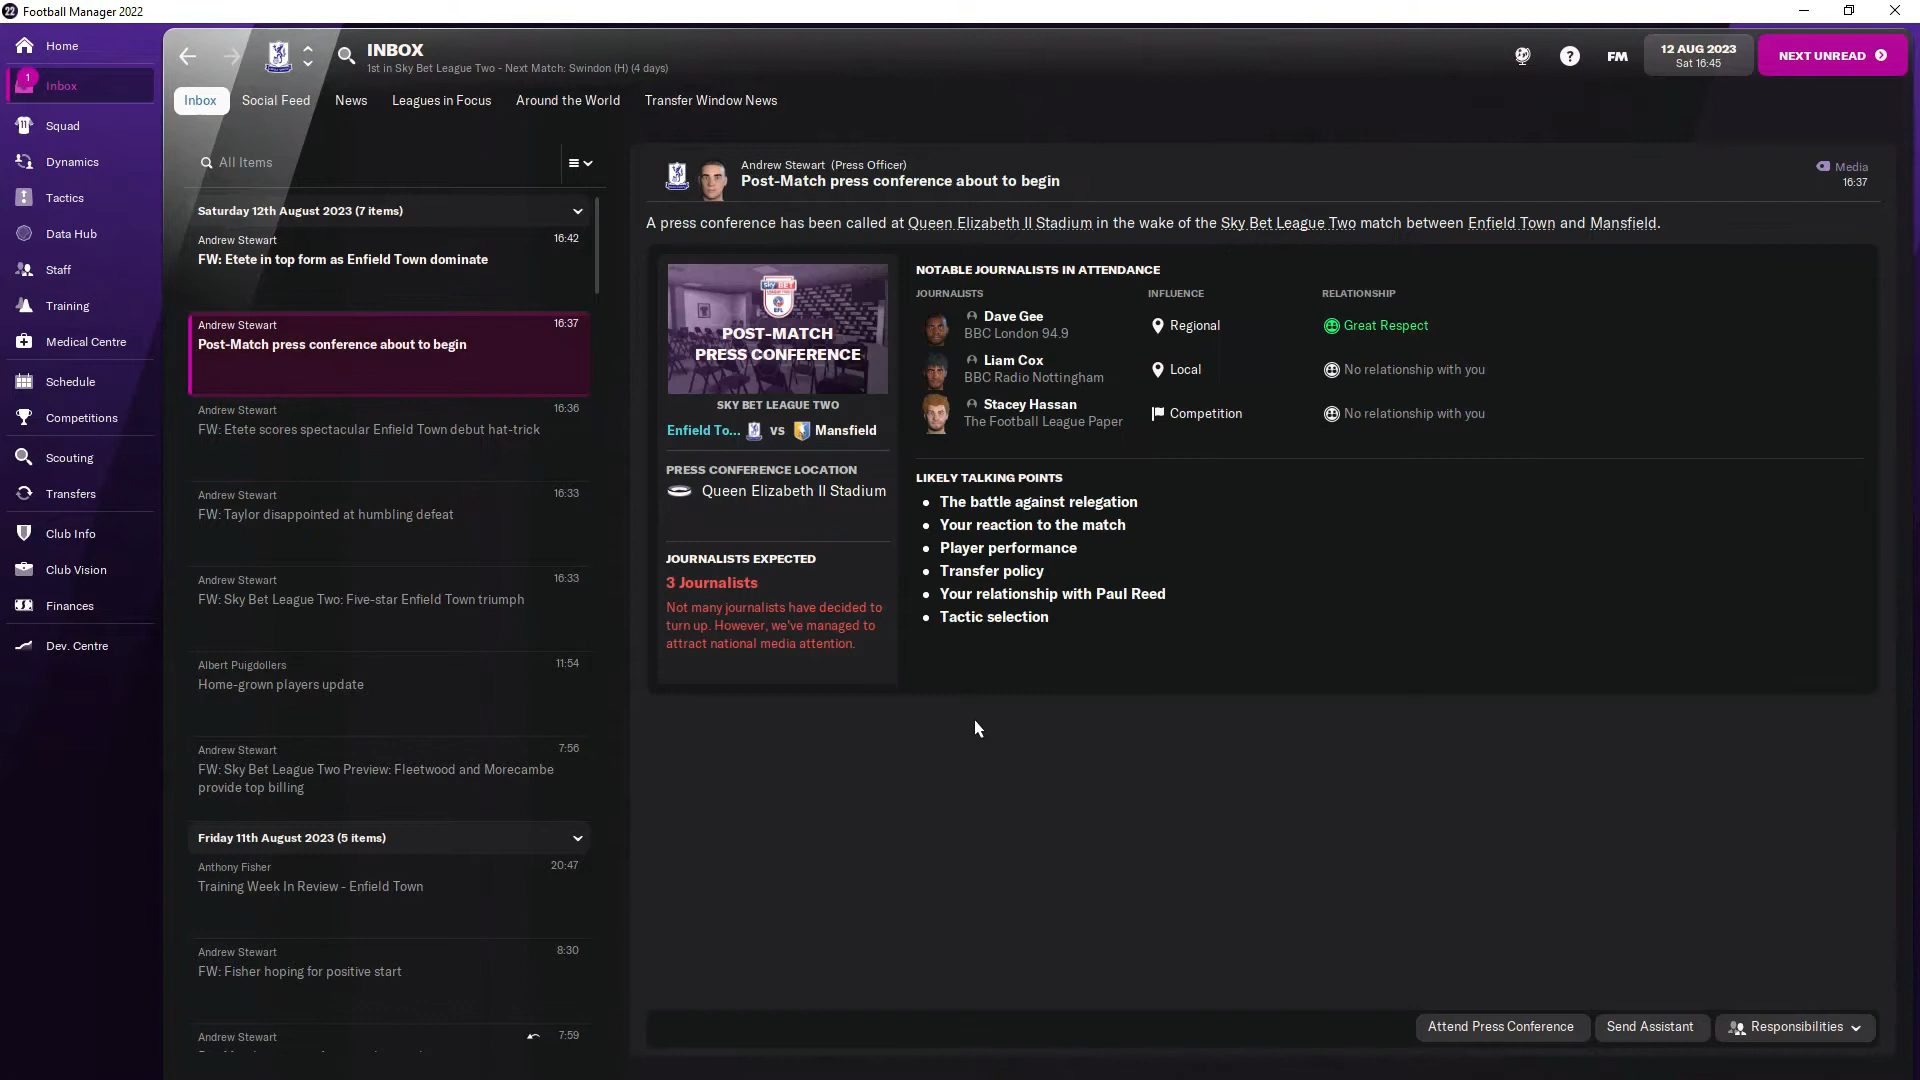 Football Manager 2022
Home
1
Inbox
Squad
Dynamics
Tactics
Data Hub
Staff
Training
Medical Centre
Schedule
Competitions
Scouting
Transfers
Club Info
Club Vision
Finances
Dev. Centre
INBOX
1st in Sky Bet League Two - Next Match: Swindon (H) (4 days)
FM
12 AUG 2023
Sat 16:45
NEXT UNREAD
Inbox Social Feed News Leagues in Focus Around the World Transfer Window News
All Items
Saturday 12th August 2023 (7 items)
Andrew Stewart 16:42
FW: Etete in top form as Enfield Town dominate
Andrew Stewart 16:37
Post-Match press conference about to begin
Andrew Stewart 16:36
FW: Etete scores spectacular Enfield Town debut hat-trick
Andrew Stewart 16:33
FW: Taylor disappointed at humbling defeat
Andrew Stewart 16:33
FW: Sky Bet League Two: Five-star Enfield Town triumph
Albert Puigdollers 11:54
Home-grown players update
Andrew Stewart 7:56
FW: Sky Bet League Two Preview: Fleetwood and Morecambe
provide top billing
Friday 11th August 2023 (5 items)
Anthony Fisher 20:47
Training Week In Review - Enfield Town
Andrew Stewart 8:30
FW: Fisher hoping for positive start
Andrew Stewart 7:59
Andrew Stewart (Press Officer)
Post-Match press conference about to begin
Media
16:37
A press conference has been called at Queen Elizabeth II Stadium in the wake of the Sky Bet League Two match between Enfield Town and Mansfield.
SKY BET
EFL
POST-MATCH
PRESS CONFERENCE
SKY BET LEAGUE TWO
Enfield To... vs Mansfield
PRESS CONFERENCE LOCATION
Queen Elizabeth II Stadium
JOURNALISTS EXPECTED
3 Journalists
Not many journalists have decided to
turn up. However, we've managed to
attract national media attention.
NOTABLE JOURNALISTS IN ATTENDANCE
JOURNALISTS INFLUENCE RELATIONSHIP
Dave Gee
BBC London 94.9
Regional
Great Respect
Liam Cox
BBC Radio Nottingham
Local
No relationship with you
Stacey Hassan
The Football League Paper
Competition
No relationship with you
LIKELY TALKING POINTS
• The battle against relegation
• Your reaction to the match
• Player performance
• Transfer policy
• Your relationship with Paul Reed
• Tactic selection
Attend Press Conference Send Assistant Responsibilities